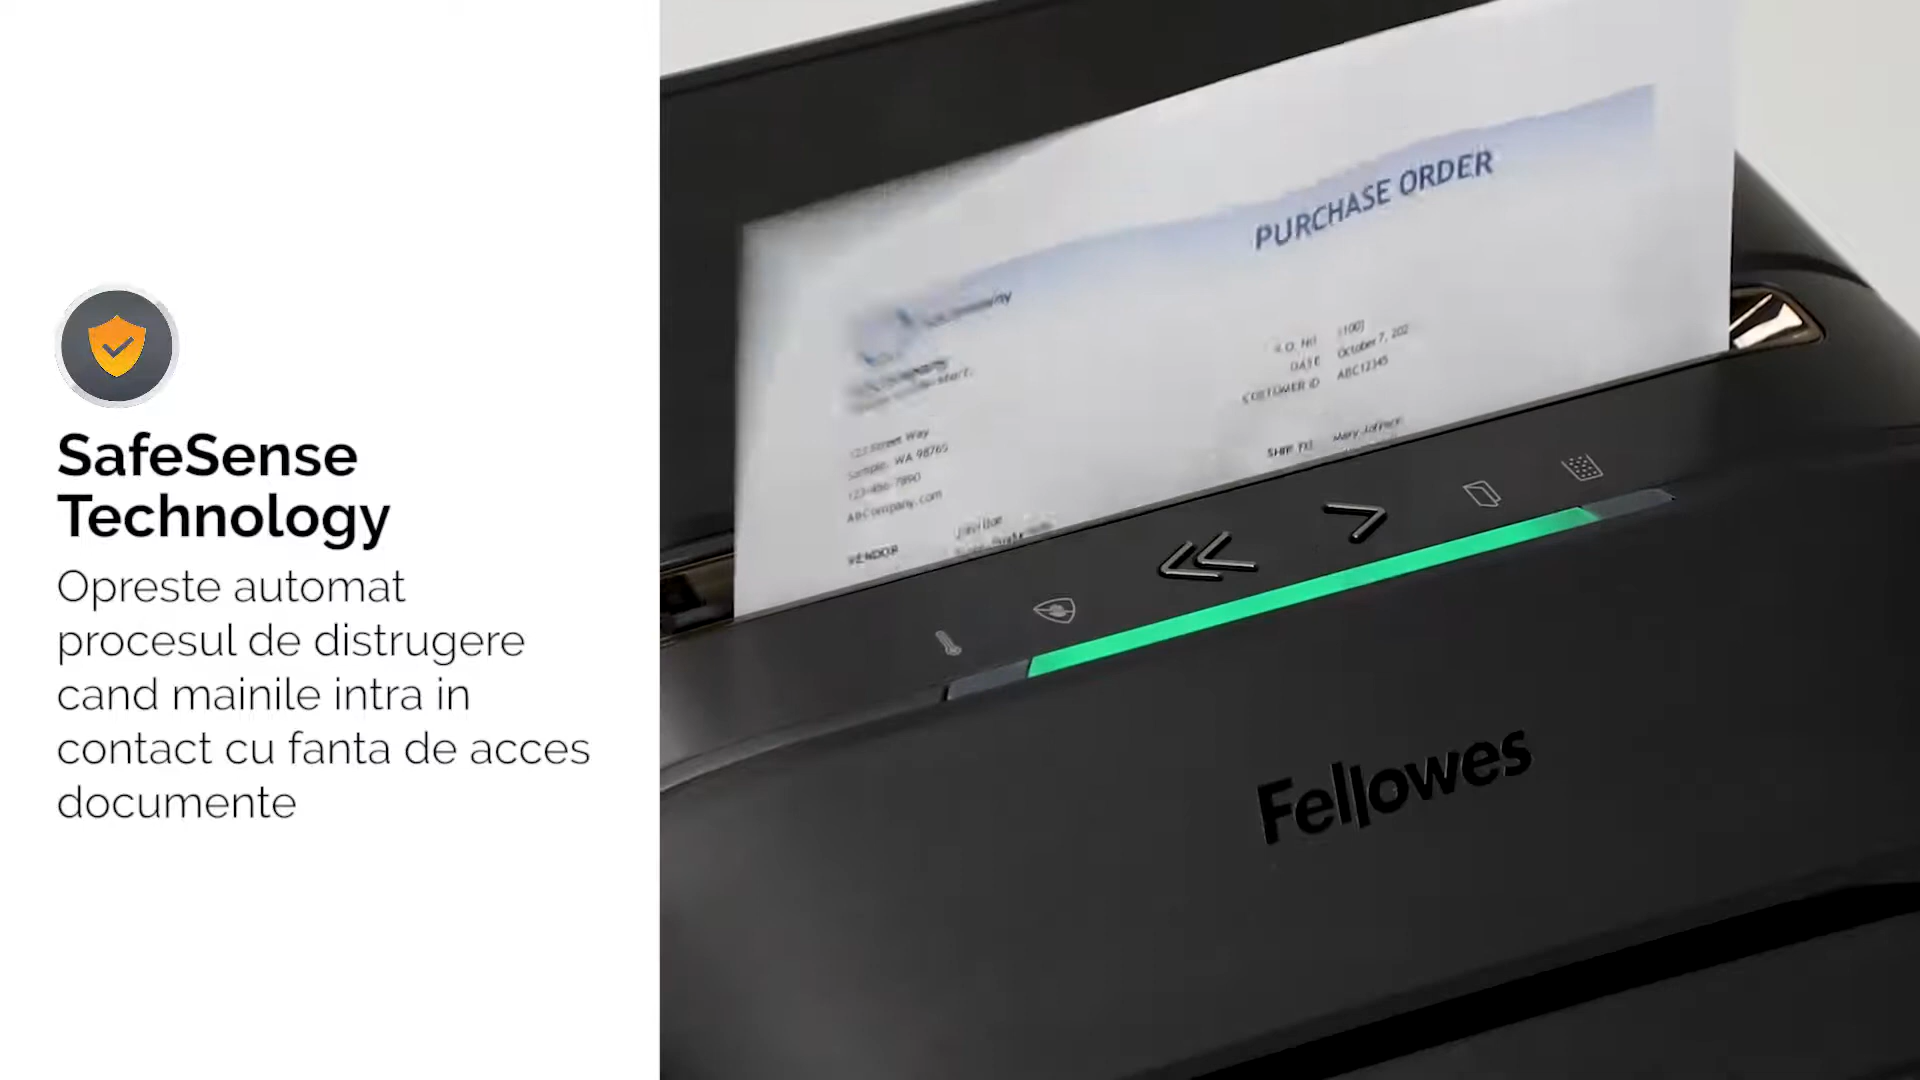 SafeSense
Technology
Opreste automat
procesul de distrugere
cand mainile intra in
contact cu fanta de acces
documente
PURCHASE ORDER
DATE October 7, 202
CUSTOMER ID ABC12345
123 Street Way
Sample, WA 98765
123-456-7890
ABCompany.com
SHIP TO
VENDOR
Fellowes